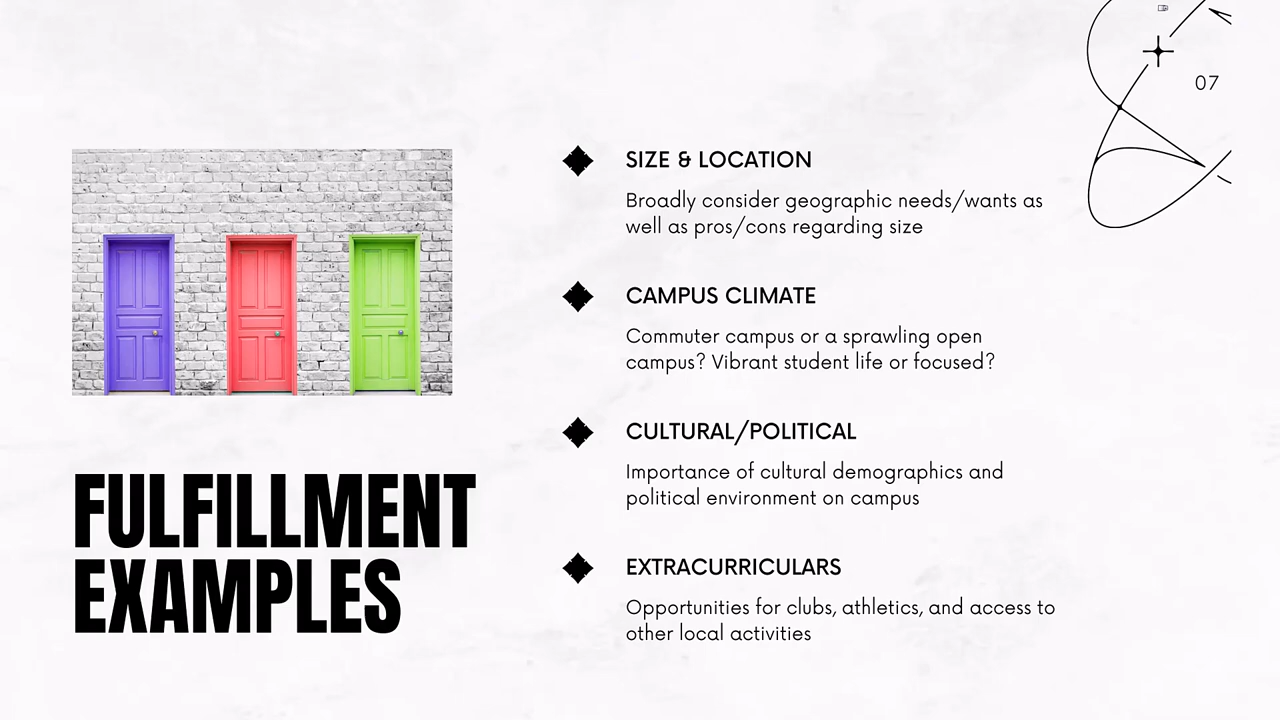 07
SIZE & LOCATION
Broadly consider geographic needs/wants as
well as pros/cons regarding size
CAMPUS CLIMATE
Commuter campus or a sprawling open
campus? Vibrant student life or focused?
CULTURAL/POLITICAL
Importance of cultural demographics and
political environment on campus
EXTRACURRICULARS
Opportunities for clubs, athletics, and access to
other local activities
FULFILLMENT
EXAMPLES